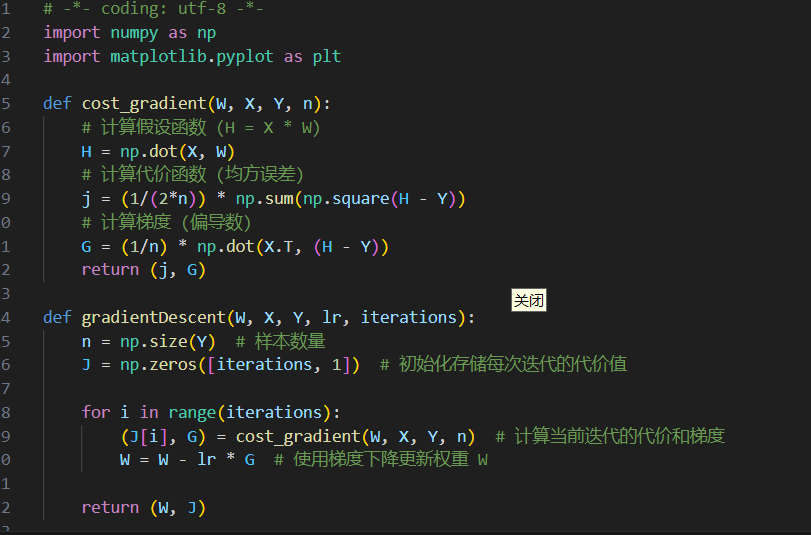 1 # -*- coding: utf-8 -*-
2 import numpy as np
3 import matplotlib.pyplot as plt
4
5 def cost_gradient(W, X, Y, n):
6     # 计算假设函数 (H = X * W)
7     H = np.dot(X, W)
8     # 计算代价函数 (均方误差)
9     j = (1/(2*n)) * np.sum(np.square(H - Y))
0     # 计算梯度 (偏导数)
1     G = (1/n) * np.dot(X.T, (H - Y))
2     return (j, G)
3
关闭
4 def gradientDescent(W, X, Y, lr, iterations):
5     n = np.size(Y)  # 样本数量
6     J = np.zeros([iterations, 1])  # 初始化存储每次迭代的代价值
7
8     for i in range(iterations):
9         (J[i], G) = cost_gradient(W, X, Y, n)  # 计算当前迭代的代价和梯度
0         W = W - lr * G  # 使用梯度下降更新权重 W
1
2     return (W, J)